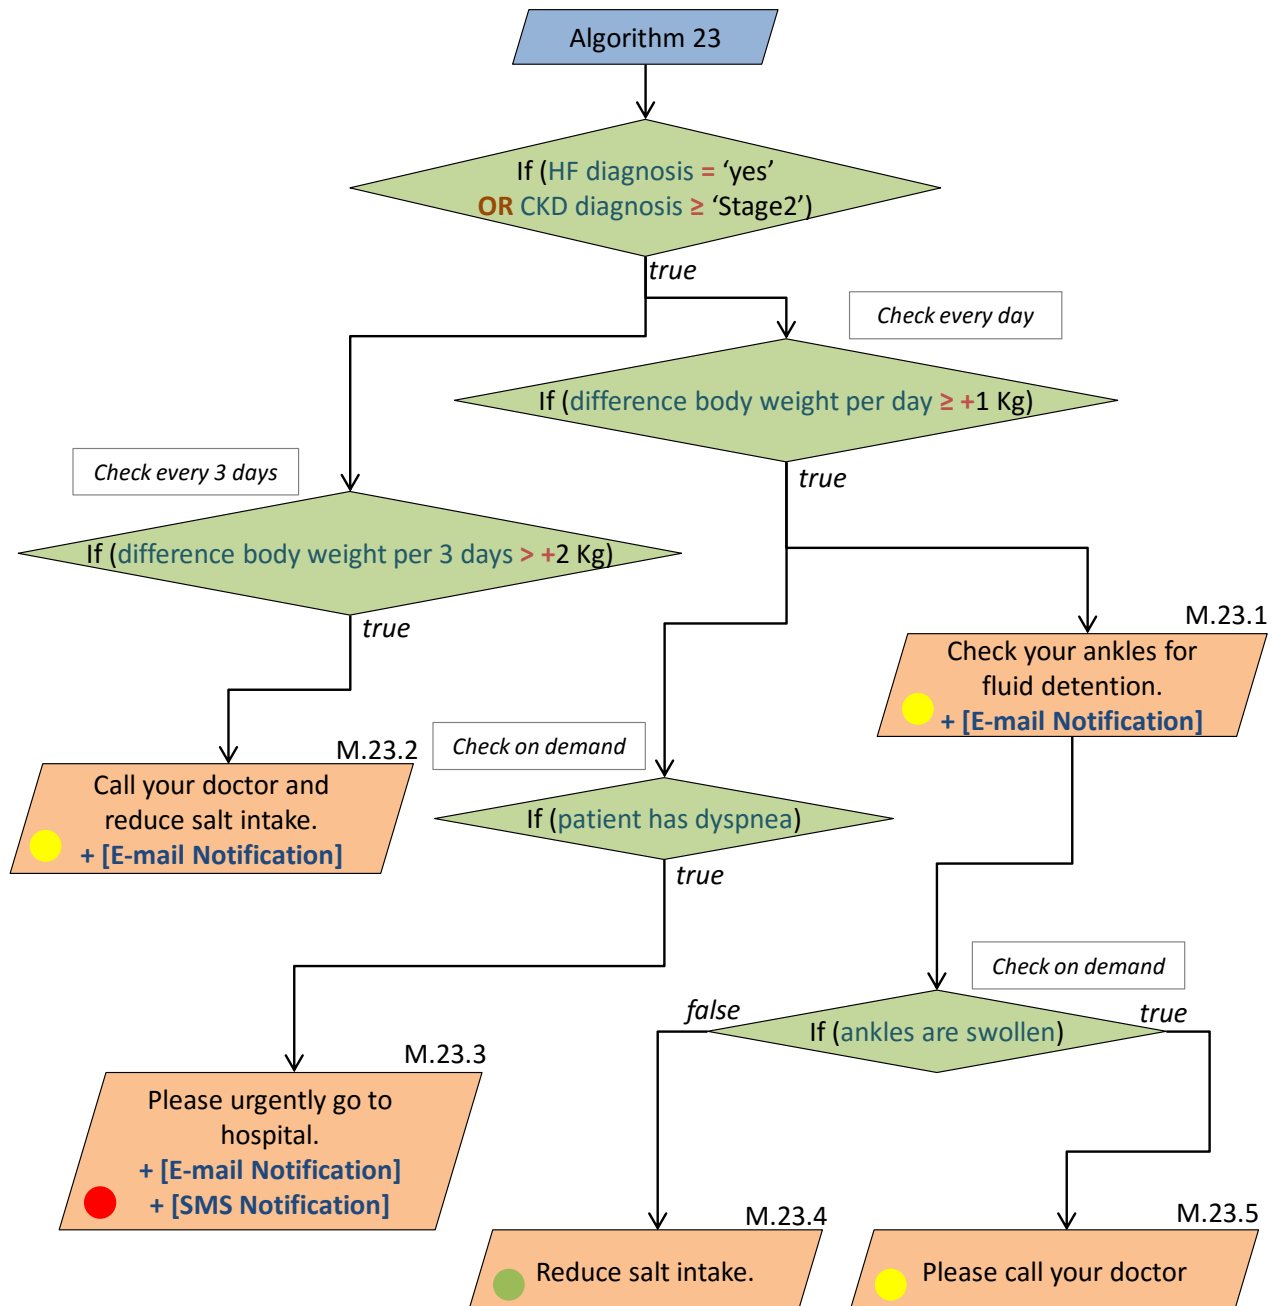 Algorithm 23
If (HF diagnosis = ‘yes’
OR CKD diagnosis ≥ ‘Stage2’)
true
Check every day
If (difference body weight per day ≥ +1 Kg)
true
Check every 3 days
If (difference body weight per 3 days > +2 Kg)
true
M.23.1
Check your ankles for
fluid detention.
+ [E-mail Notification]
M.23.2
Call your doctor and
reduce salt intake.
+ [E-mail Notification]
Check on demand
If (patient has dyspnea)
true
Check on demand
If (ankles are swollen)
false
true
M.23.3
Please urgently go to
hospital.
+ [E-mail Notification]
+ [SMS Notification]
M.23.4
Reduce salt intake.
M.23.5
Please call your doctor